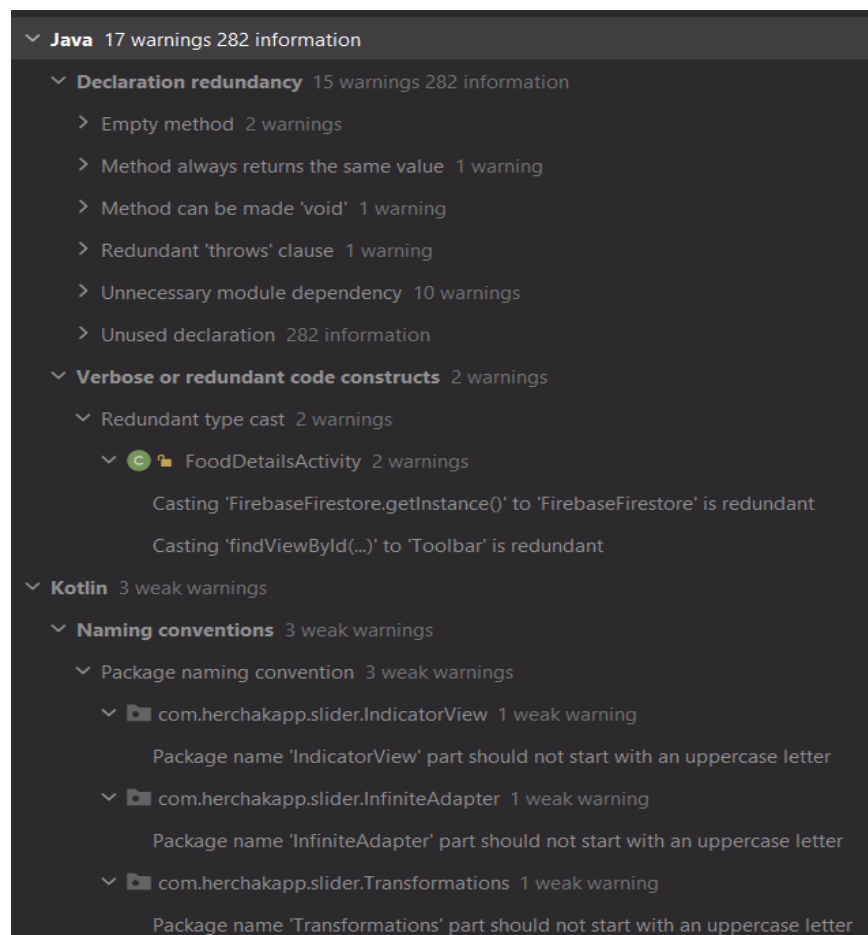 Java 17 warnings 282 information
Declaration redundancy 15 warnings 282 information
Empty method 2 warnings
Method always returns the same value 1 warning
Method can be made 'void' 1 warning
Redundant 'throws' clause 1 warning
Unnecessary module dependency 10 warnings
Unused declaration 282 information
Verbose or redundant code constructs 2 warnings
Redundant type cast 2 warnings
C FoodDetailsActivity 2 warnings
Casting 'FirebaseFirestore.getInstance()' to 'FirebaseFirestore' is redundant
Casting 'findViewById(...)' to 'Toolbar' is redundant
Kotlin 3 weak warnings
Naming conventions 3 weak warnings
Package naming convention 3 weak warnings
com.herchakapp.slider.IndicatorView 1 weak warning
Package name 'IndicatorView' part should not start with an uppercase letter
com.herchakapp.slider.InfiniteAdapter 1 weak warning
Package name 'InfiniteAdapter' part should not start with an uppercase letter
com.herchakapp.slider.Transformations 1 weak warning
Package name 'Transformations' part should not start with an uppercase letter